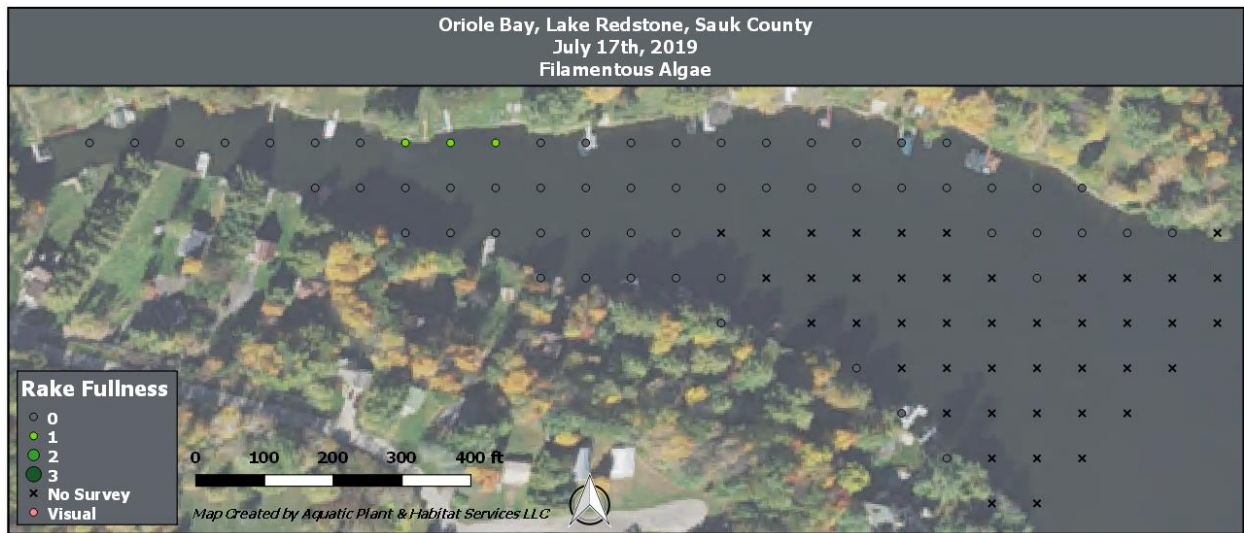 Oriole Bay, Lake Redstone, Sauk County
July 17th, 2019
Filamentous Algae
Rake Fullness
0
1
2
3
No Survey
Visual
0 100 200 300 400 ft
Map Created by Aquatic Plant & Habitat Services LLC